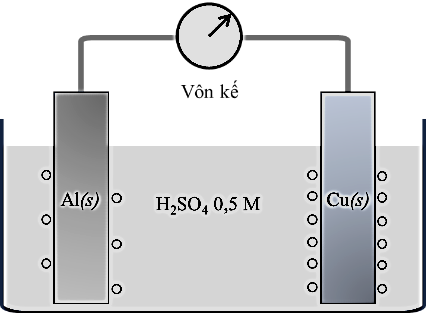 Vôn kế
Al(s)
H₂SO₄ 0,5 M
Cu(s)